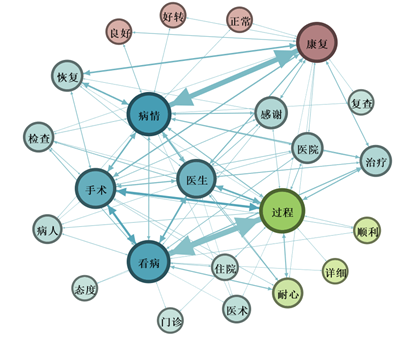 好转
正常
良好
康复
恢复
病情
复查
感谢
检查
医院
治疗
手术
医生
过程
病人
顺利
看病
住院
详细
态度
耐心
医术
门诊